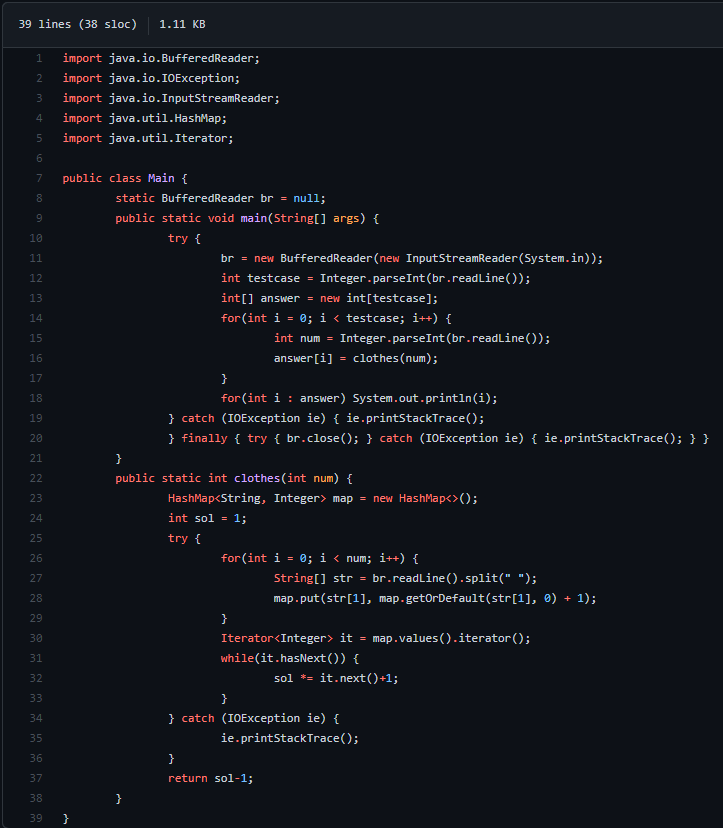 39 lines (38 sloc) 1.11 KB
1 import java.io.BufferedReader;
2 import java.io.IOException;
3 import java.io.InputStreamReader;
4 import java.util.HashMap;
5 import java.util.Iterator;
6
7 public class Main {
8 static BufferedReader br = null;
9 public static void main(String[] args) {
10 try {
11 br = new BufferedReader(new InputStreamReader(System.in));
12 int testcase = Integer.parseInt(br.readLine());
13 int[] answer = new int[testcase];
14 for(int i = 0; i < testcase; i++) {
15 int num = Integer.parseInt(br.readLine());
16 answer[i] = clothes(num);
17 }
18 for(int i : answer) System.out.println(i);
19 } catch (IOException ie) { ie.printStackTrace();
20 } finally { try { br.close(); } catch (IOException ie) { ie.printStackTrace(); } }
21 }
22 public static int clothes(int num) {
23 HashMap<String, Integer> map = new HashMap<>();
24 int sol = 1;
25 try {
26 for(int i = 0; i < num; i++) {
27 String[] str = br.readLine().split(" ");
28 map.put(str[1], map.getOrDefault(str[1], 0) + 1);
29 }
30 Iterator<Integer> it = map.values().iterator();
31 while(it.hasNext()) {
32 sol *= it.next()+1;
33 }
34 } catch (IOException ie) {
35 ie.printStackTrace();
36 }
37 return sol-1;
38 }
39 }